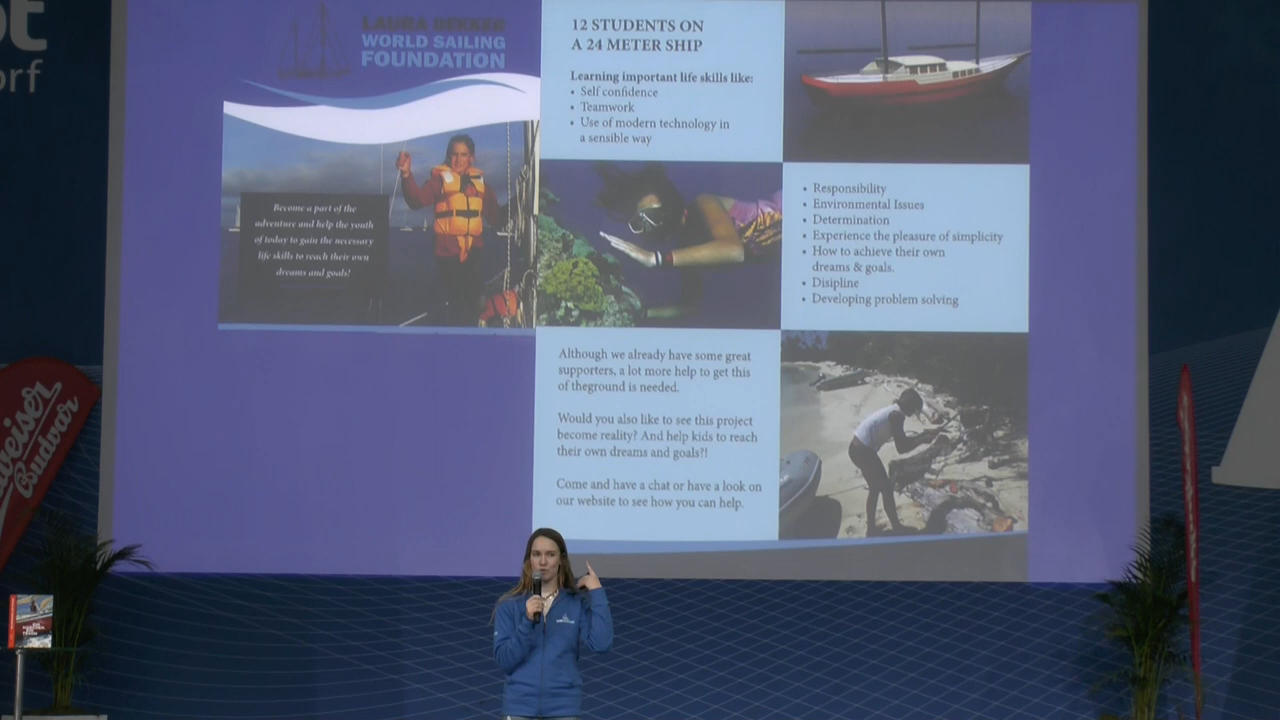 ot
orf
LAURA DEKKER
WORLD SAILING
FOUNDATION
Become a part of the
adventure and help the youth
of today to gain the necessary
life skills to reach their own
dreams and goals!
12 STUDENTS ON
A 24 METER SHIP
Learning important life skills like:
• Self confidence
• Teamwork
• Use of modern technology in
a sensible way
• Responsibility
• Environmental Issues
• Determination
• Experience the pleasure of simplicity
• How to achieve their own
dreams & goals.
• Disipline
• Developing problem solving
Although we already have some great
supporters, a lot more help to get this
of theground is needed.
Would you also like to see this project
become reality? And help kids to reach
their own dreams and goals?!
Come and have a chat or have a look on
our website to see how you can help.
weiser
Budvar